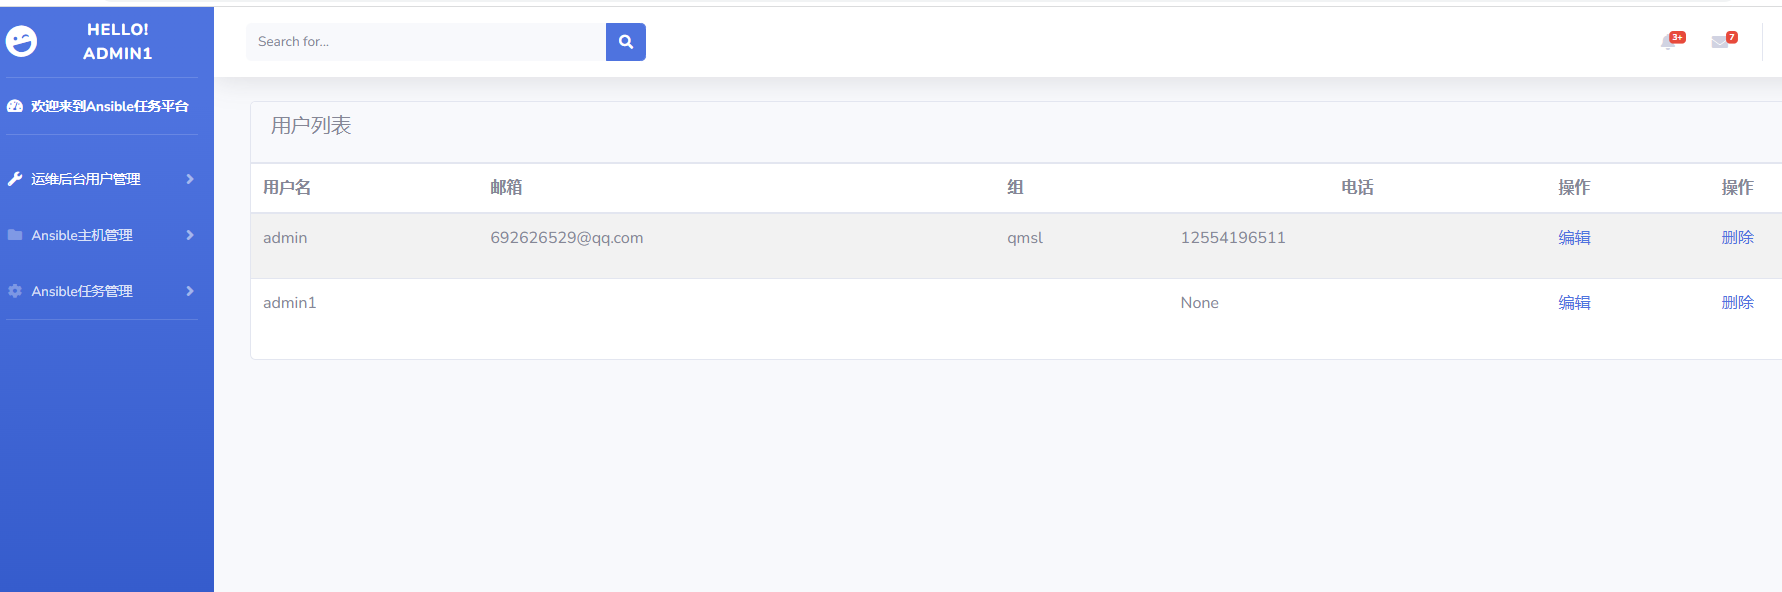 HELLO!
ADMIN1
欢迎来到Ansible任务平台
运维后台用户管理
Ansible主机管理
Ansible任务管理
Search for...
3+
7
用户列表
用户名 邮箱 组 电话 操作 操作
admin 692626529@qq.com qmsl 12554196511 编辑 删除
admin1 None 编辑 删除